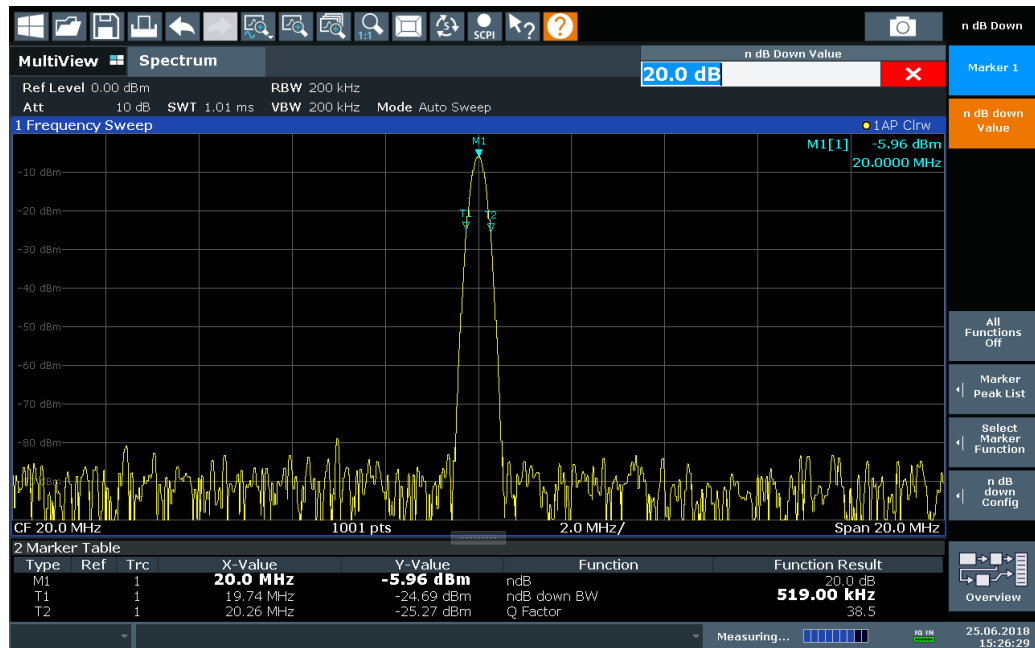 1:1
SCPI
n dB Down
MultiView Spectrum
n dB Down Value
20.0 dB
Marker 1
Ref Level 0.00 dBm RBW 200 kHz
Att 10 dB SWT 1.01 ms VBW 200 kHz Mode Auto Sweep
n dB down
Value
1 Frequency Sweep 1AP Clrw
M1
M1[1] -5.96 dBm
20.0000 MHz
-10 dBm
-20 dBm
T1 T2
-30 dBm
-40 dBm
-50 dBm
-60 dBm
-70 dBm
-80 dBm
All
Functions
Off
Marker
Peak List
Select
Marker
Function
n dB
down
Config
CF 20.0 MHz 1001 pts 2.0 MHz/ Span 20.0 MHz
2 Marker Table
Type Ref Trc X-Value Y-Value Function Function Result
M1 1 20.0 MHz -5.96 dBm ndB 20.0 dB
T1 1 19.74 MHz -24.69 dBm ndB down BW 519.00 kHz
T2 1 20.26 MHz -25.27 dBm Q Factor 38.5
Overview
Measuring... IQ IN 25.06.2018
15:26:29